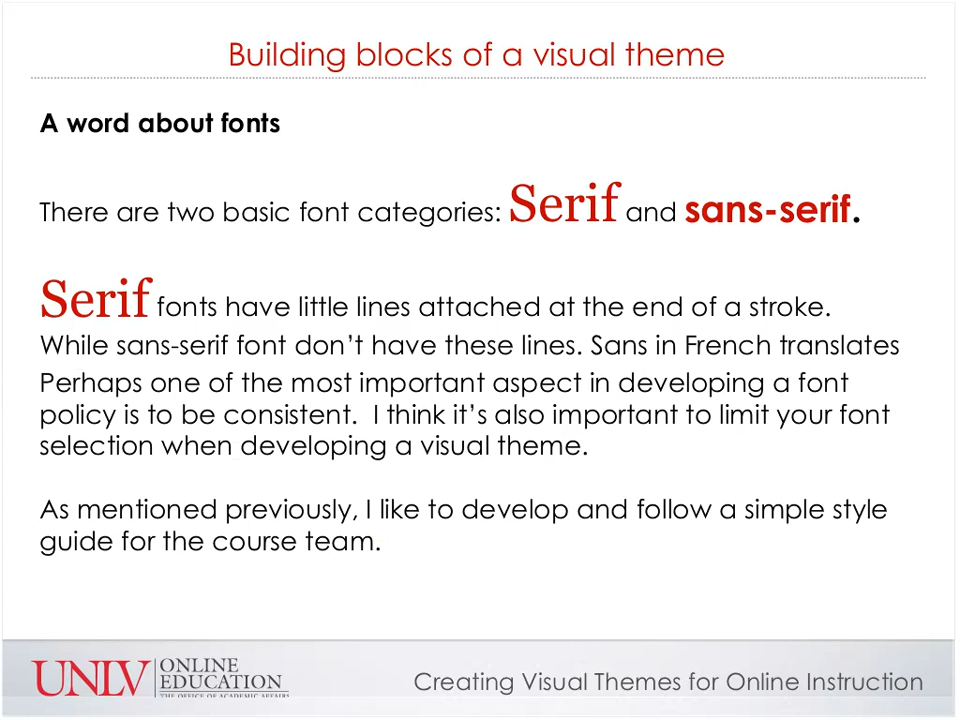 Building blocks of a visual theme
A word about fonts
There are two basic font categories: Serif and sans-serif.
Serif fonts have little lines attached at the end of a stroke.
While sans-serif font don’t have these lines. Sans in French translates
Perhaps one of the most important aspect in developing a font
policy is to be consistent.  I think it’s also important to limit your font
selection when developing a visual theme.
As mentioned previously, I like to develop and follow a simple style
guide for the course team.
UNLV ONLINE
EDUCATION
THE OFFICE OF ACADEMIC AFFAIRS
Creating Visual Themes for Online Instruction